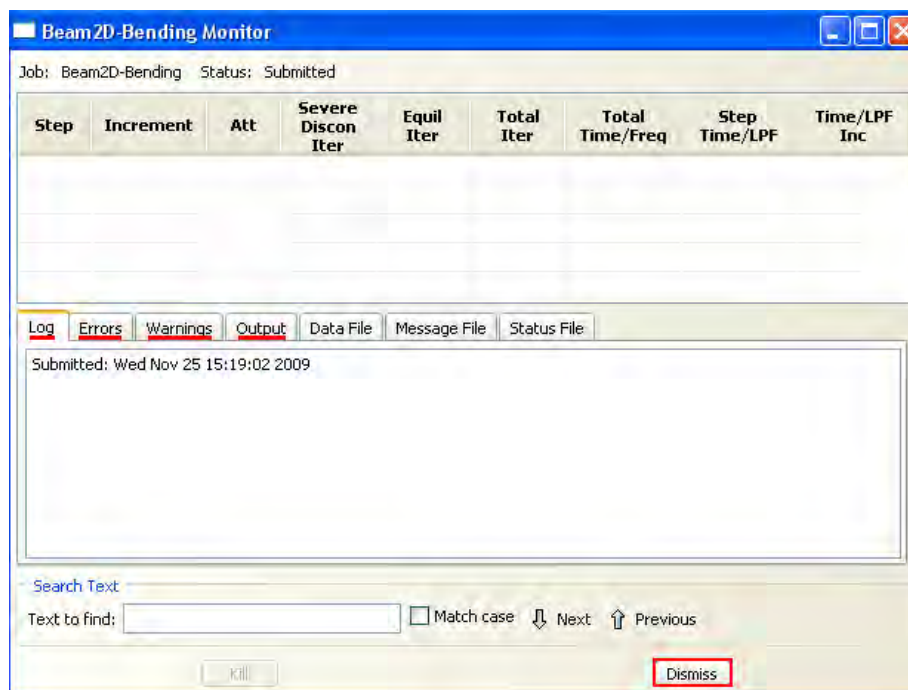 Beam2D-Bending Monitor
Job: Beam2D-Bending Status: Submitted
Step Increment Att Severe Discon Iter Equil Iter Total Iter Total Time/Freq Step Time/LPF Time/LPF Inc
Log Errors Warnings Output Data File Message File Status File
Submitted: Wed Nov 25 15:19:02 2009
Search Text
Text to find: Match case Next Previous
Kill Dismiss